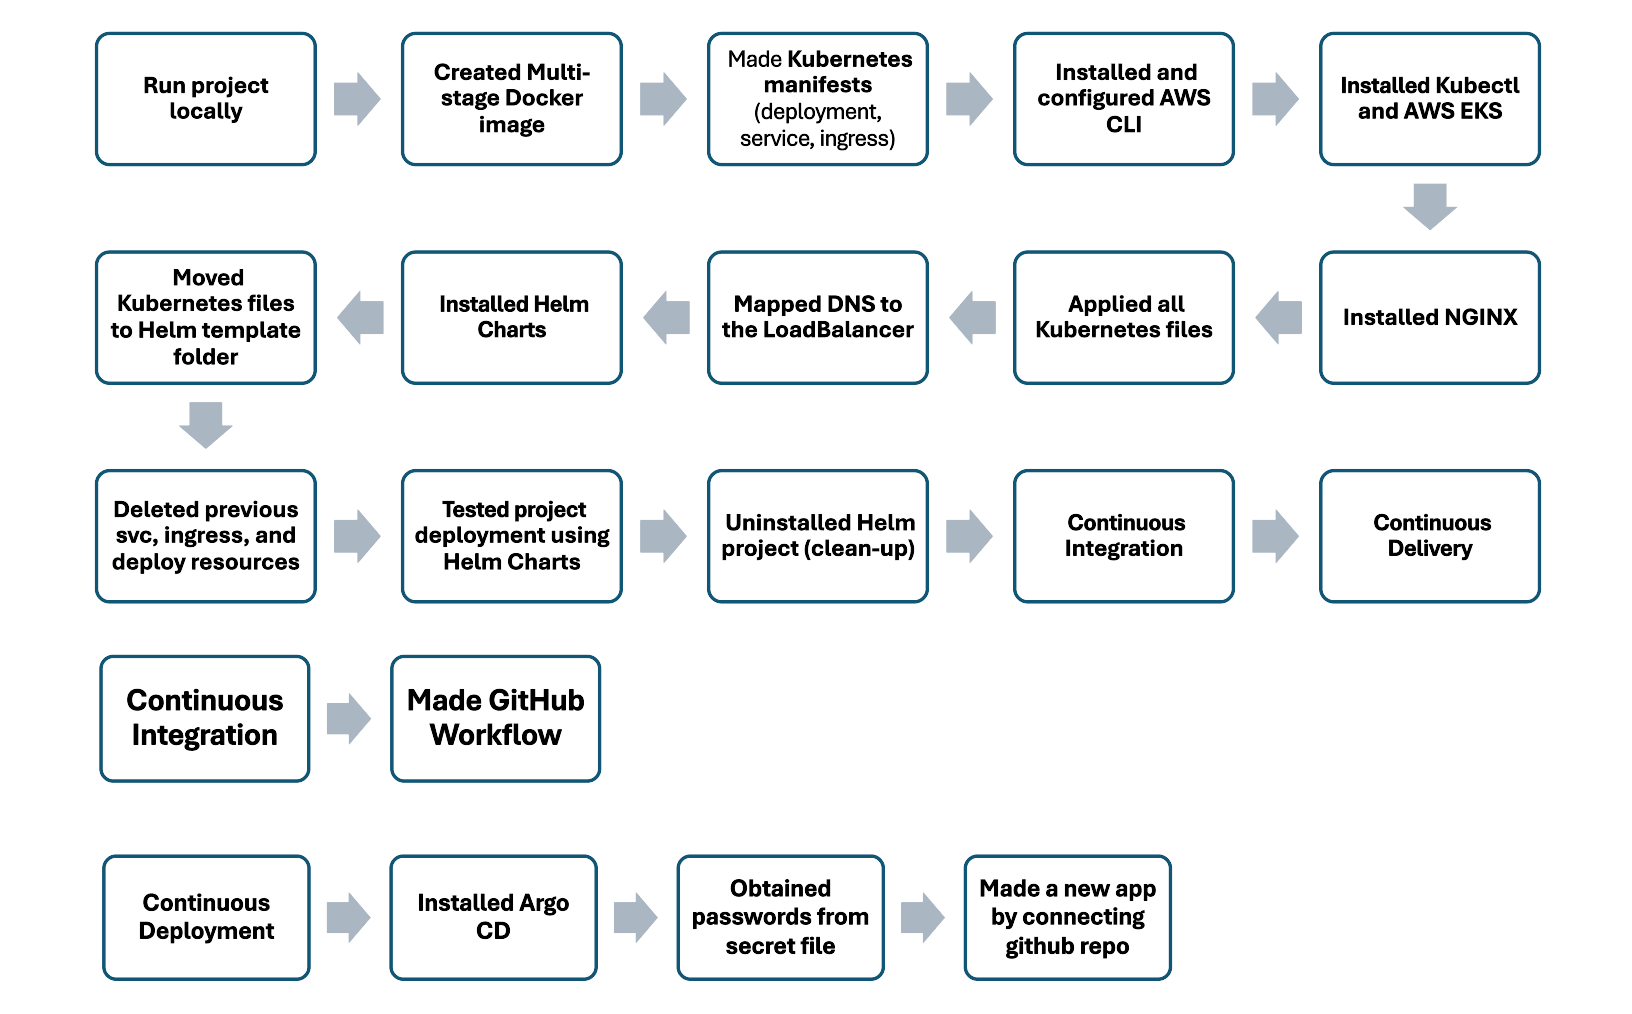 Run project
locally
Created Multi-
stage Docker
image
Made Kubernetes
manifests
(deployment,
service, ingress)
Installed and
configured AWS
CLI
Installed Kubectl
and AWS EKS
Installed NGINX
Applied all
Kubernetes files
Mapped DNS to
the LoadBalancer
Installed Helm
Charts
Moved
Kubernetes files
to Helm template
folder
Deleted previous
svc, ingress, and
deploy resources
Tested project
deployment using
Helm Charts
Uninstalled Helm
project (clean-up)
Continuous
Integration
Continuous
Delivery
Continuous
Integration
Made GitHub
Workflow
Continuous
Deployment
Installed Argo
CD
Obtained
passwords from
secret file
Made a new app
by connecting
github repo